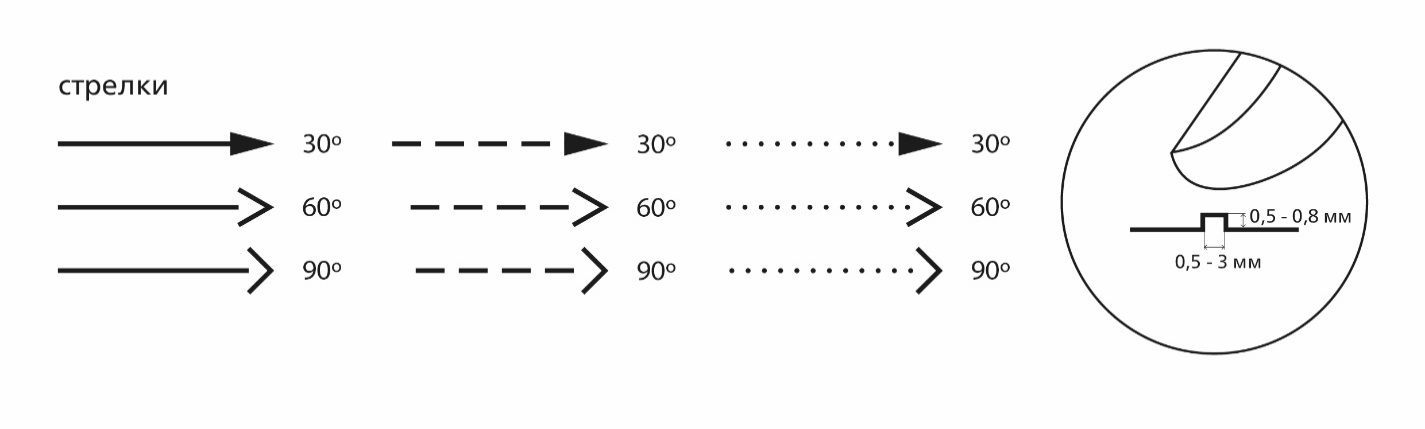 стрелки
30º 30º 30º
60º 60º 60º
90º 90º 90º
0,5 - 0,8 мм
0,5 - 3 мм